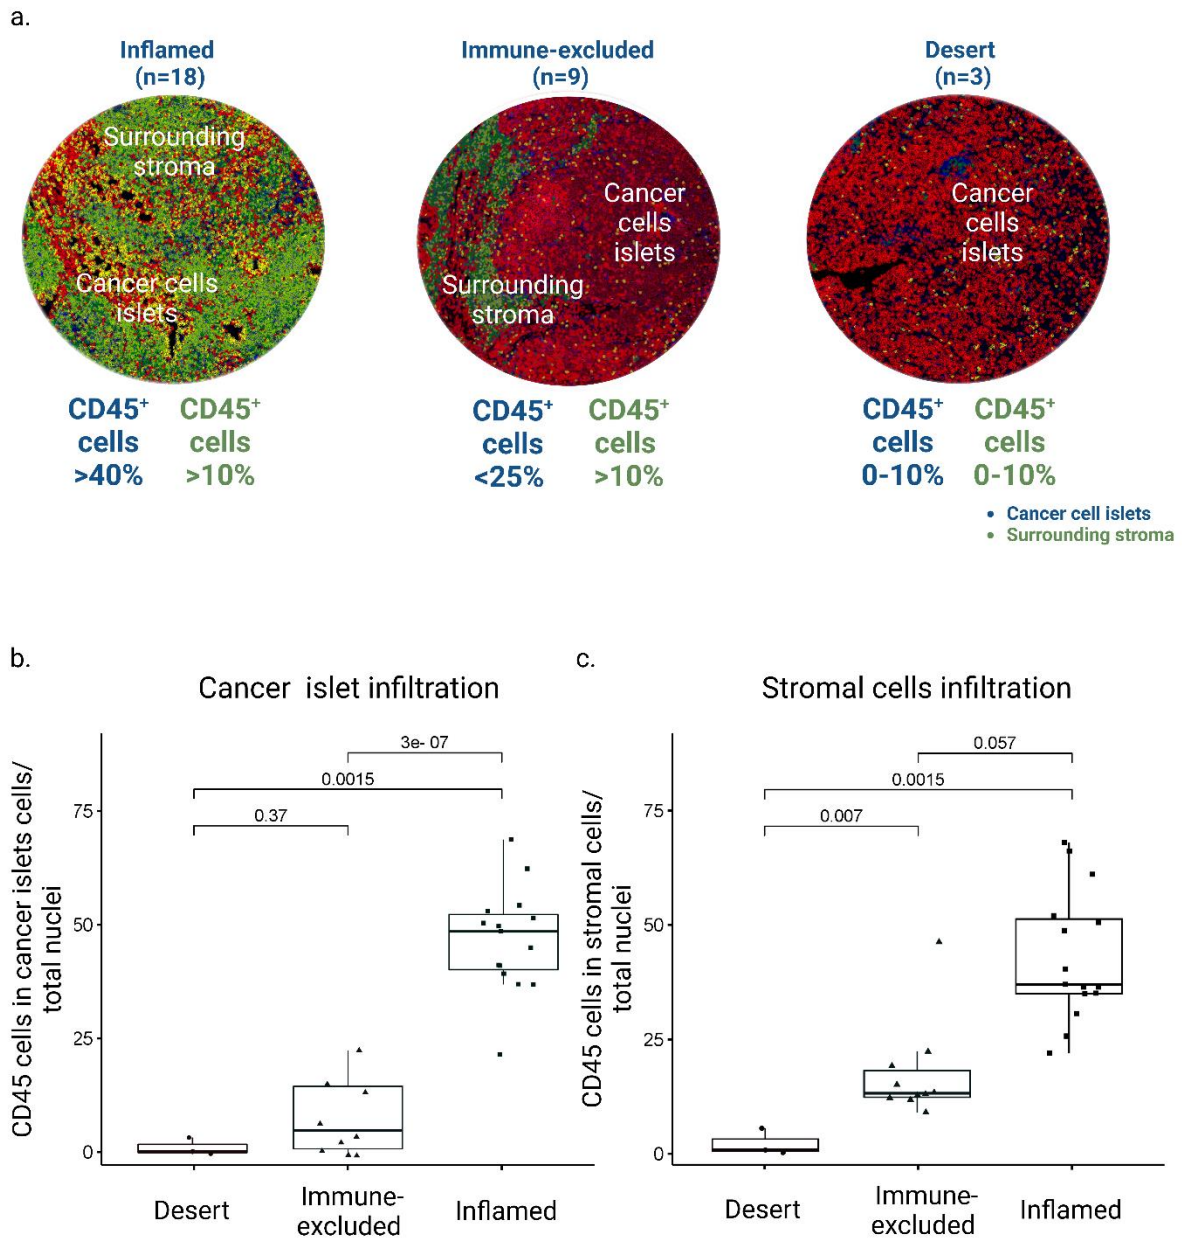 a.
Inflamed
(n=18)
Immune-excluded
(n=9)
Desert
(n=3)
Surrounding
stroma
Cancer cells
islets
Cancer
cells
islets
Surrounding
stroma
Cancer
cells
islets
CD45⁺
cells
>40%
CD45⁺
cells
>10%
CD45⁺
cells
<25%
CD45⁺
cells
>10%
CD45⁺
cells
0-10%
CD45⁺
cells
0-10%
• Cancer cell islets
• Surrounding stroma
b.
Cancer islet infiltration
CD45 cells in cancer islets cells/
total nuclei
3e- 07
0.0015
0.37
75
50
25
0
Desert
Immune-
excluded
Inflamed
c.
Stromal cells infiltration
CD45 cells in stromal cells/
total nuclei
0.057
0.0015
0.007
75
50
25
0
Desert
Immune-
excluded
Inflamed